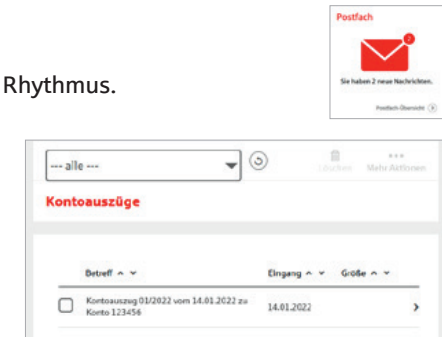 Postfach
2
Sie haben 2 neue Nachrichten.
Postfach-Übersicht
Rhythmus.
--- alle ---
Löschen
Mehr Aktionen
Kontoauszüge
Betreff Eingang Größe
Kontoauszug 01/2022 vom 14.01.2022 zu
Konto 123456
14.01.2022